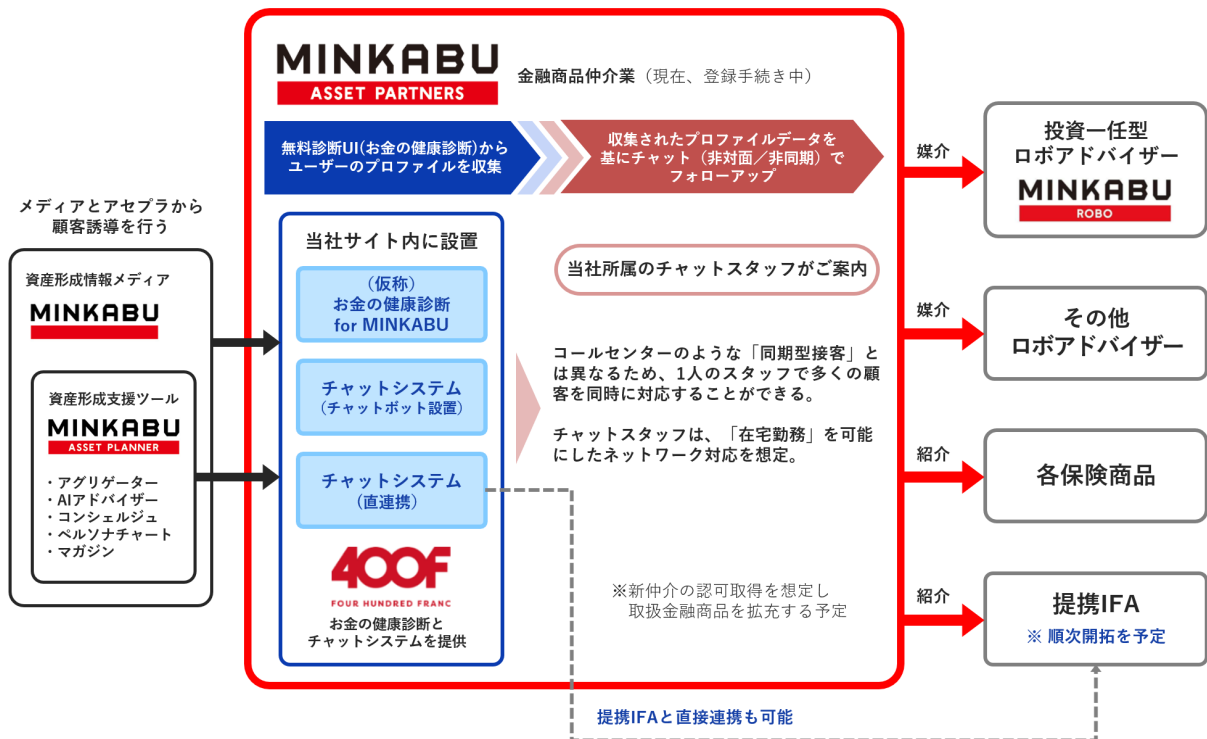 MINKABU
ASSET PARTNERS
金融商品仲介業（現在、登録手続き中）
無料診断UI(お金の健康診断)から
ユーザーのプロファイルを収集
収集されたプロファイルデータを
基にチャット（非対面／非同期）で
フォローアップ
メディアとアセプラから
顧客誘導を行う
資産形成情報メディア
MINKABU
資産形成支援ツール
MINKABU
ASSET PLANNER
・アグリゲーター
・AIアドバイザー
・コンシェルジュ
・ペルソナチャート
・マガジン
当社サイト内に設置
（仮称）
お金の健康診断
for MINKABU
チャットシステム
（チャットボット設置）
チャットシステム
（直連携）
400F
FOUR HUNDRED FRANC
お金の健康診断と
チャットシステムを提供
当社所属のチャットスタッフがご案内
コールセンターのような「同期型接客」と
は異なるため、1人のスタッフで多くの顧
客を同時に対応することができる。
チャットスタッフは、「在宅勤務」を可能
にしたネットワーク対応を想定。
※新仲介の認可取得を想定し
取扱金融商品を拡充する予定
媒介
投資一任型
ロボアドバイザー
MINKABU
ROBO
媒介
その他
ロボアドバイザー
紹介
各保険商品
紹介
提携IFA
※ 順次開拓を予定
提携IFAと直接連携も可能